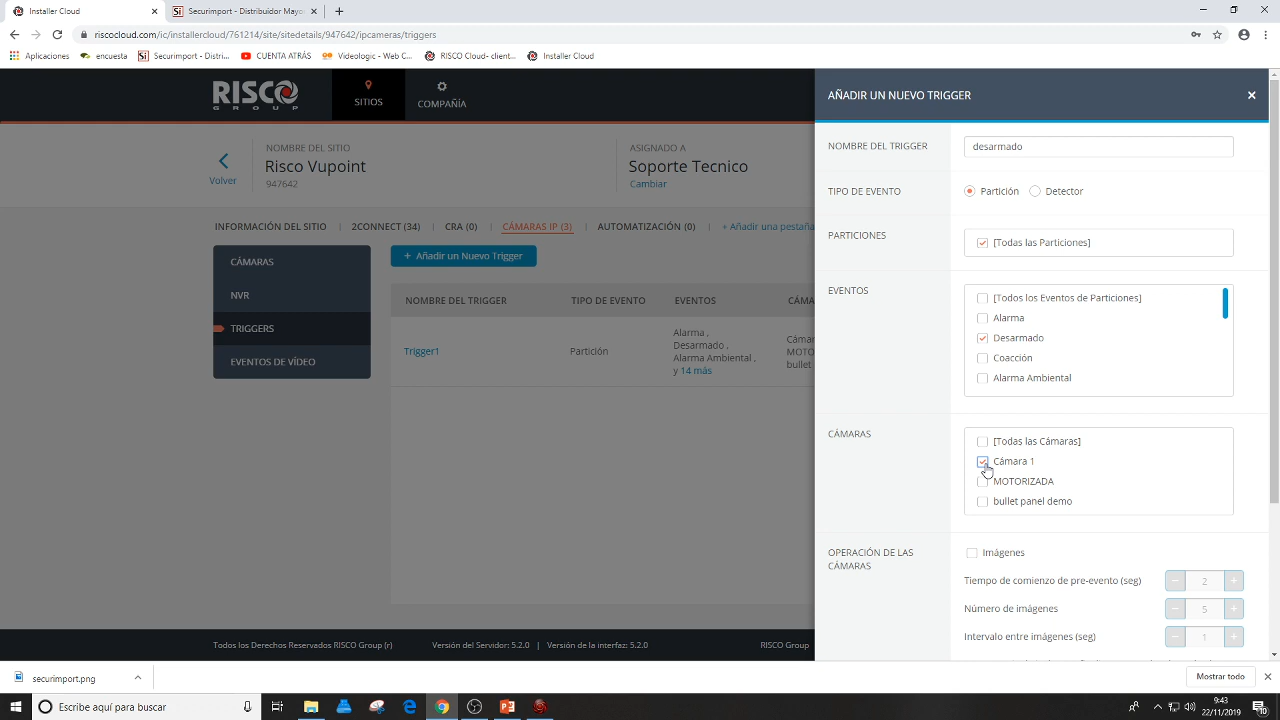 Installer Cloud
Securimport - Distribuidor Mayo
riscocloud.com/ic/installercloud/761214/site/sitedetails/947642/ipcameras/triggers
Aplicaciones
encuesta
Securimport - Distri...
CUENTA ATRÁS
Videologic - Web C...
RISCO Cloud- client...
Installer Cloud
RISCO
GROUP
SITIOS
COMPAÑÍA
Volver
NOMBRE DEL SITIO
Risco Vupoint
947642
ASIGNADO A
Soporte Tecnico
Cambiar
INFORMACIÓN DEL SITIO | 2CONNECT (34) | CRA (0) | CÁMARAS IP (3) | AUTOMATIZACIÓN (0) | + Añadir una pestaña
CÁMARAS
NVR
TRIGGERS
EVENTOS DE VÍDEO
+ Añadir un Nuevo Trigger
NOMBRE DEL TRIGGER TIPO DE EVENTO EVENTOS CÁMA
Trigger1
Partición
Alarma ,
Desarmado ,
Alarma Ambiental ,
y 14 más
Cámar
MOTO
bullet
Todos los Derechos Reservados RISCO Group (r)
Versión del Servidor: 5.2.0 | Versión de la interfaz: 5.2.0
RISCO Group
AÑADIR UN NUEVO TRIGGER
NOMBRE DEL TRIGGER
desarmado
TIPO DE EVENTO
Partición
Detector
PARTICIONES
[Todas las Particiones]
EVENTOS
[Todos los Eventos de Particiones]
Alarma
Desarmado
Coacción
Alarma Ambiental
CÁMARAS
[Todas las Cámaras]
Cámara 1
MOTORIZADA
bullet panel demo
OPERACIÓN DE LAS
CÁMARAS
Imágenes
Tiempo de comienzo de pre-evento (seg)
2
Número de imágenes
5
Intervalo entre imágenes (seg)
1
securimport.png
Mostrar todo
Escribe aquí para buscar
9:43
22/11/2019